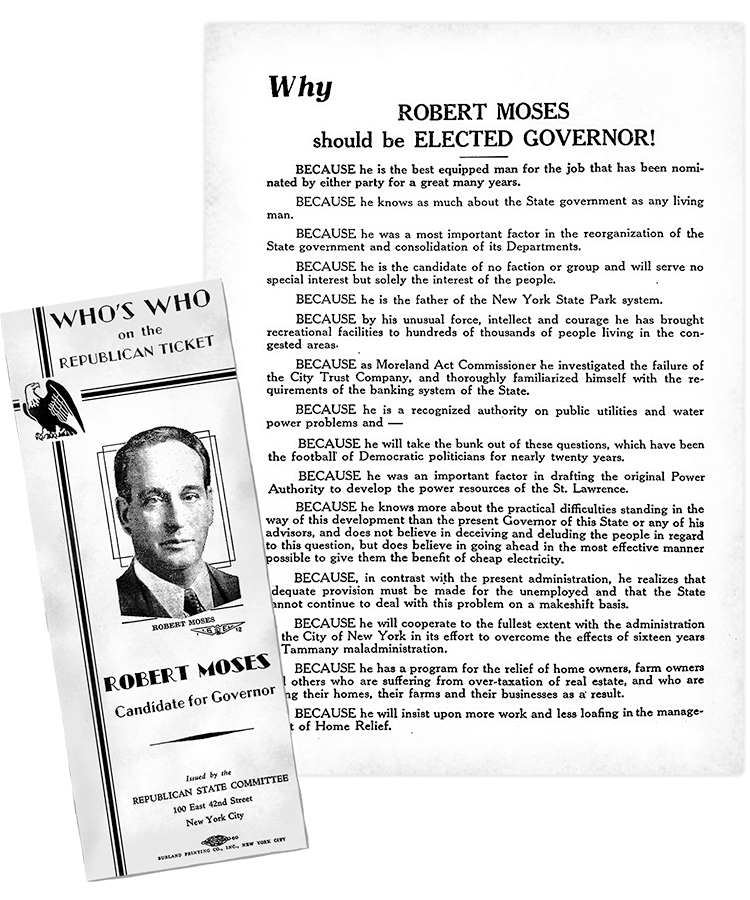 Why
ROBERT MOSES
should be ELECTED GOVERNOR!
BECAUSE he is the best equipped man for the job that has been nomi-
nated by either party for a great many years.
BECAUSE he knows as much about the State government as any living
man.
BECAUSE he was a most important factor in the reorganization of the
State government and consolidation of its Departments.
BECAUSE he is the candidate of no faction or group and will serve no
special interest but solely the interest of the people.
BECAUSE he is the father of the New York State Park system.
BECAUSE by his unusual force, intellect and courage he has brought
recreational facilities to hundreds of thousands of people living in the con-
gested areas.
BECAUSE as Moreland Act Commissioner he investigated the failure of
the City Trust Company, and thoroughly familiarized himself with the re-
quirements of the banking system of the State.
BECAUSE he is a recognized authority on public utilities and water
power problems and —
BECAUSE he will take the bunk out of these questions, which have been
the football of Democratic politicians for nearly twenty years.
BECAUSE he was an important factor in drafting the original Power
Authority to develop the power resources of the St. Lawrence.
BECAUSE he knows more about the practical difficulties standing in the
way of this development than the present Governor of this State or any of his
advisors, and does not believe in deceiving and deluding the people in regard
to this question, but does believe in going ahead in the most effective manner
possible to give them the benefit of cheap electricity.
BECAUSE, in contrast with the present administration, he realizes that
dequate provision must be made for the unemployed and that the State
nnot continue to deal with this problem on a makeshift basis.
BECAUSE he will cooperate to the fullest extent with the administration
the City of New York in its effort to overcome the effects of sixteen years
Tammany maladministration.
BECAUSE he has a program for the relief of home owners, farm owners
others who are suffering from over-taxation of real estate, and who are
ng their homes, their farms and their businesses as a result.
BECAUSE he will insist upon more work and less loafing in the manage-
t of Home Relief.
WHO'S WHO
on the
REPUBLICAN TICKET
ROBERT MOSES
ROBERT MOSES
Candidate for Governor
Issued by the
REPUBLICAN STATE COMMITTEE
100 East 42nd Street
New York City
60
BURLAND PRINTING CO., INC., NEW YORK CITY